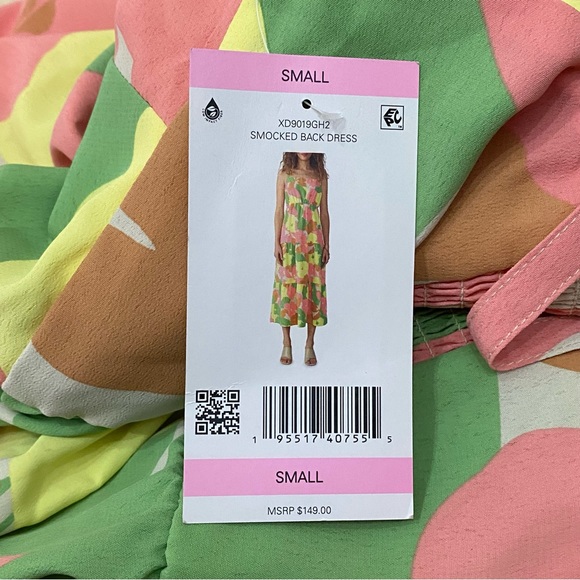 SMALL
XD9019GH2
SMOCKED BACK DRESS
1 95517 40755 5
SMALL
MSRP $149.00